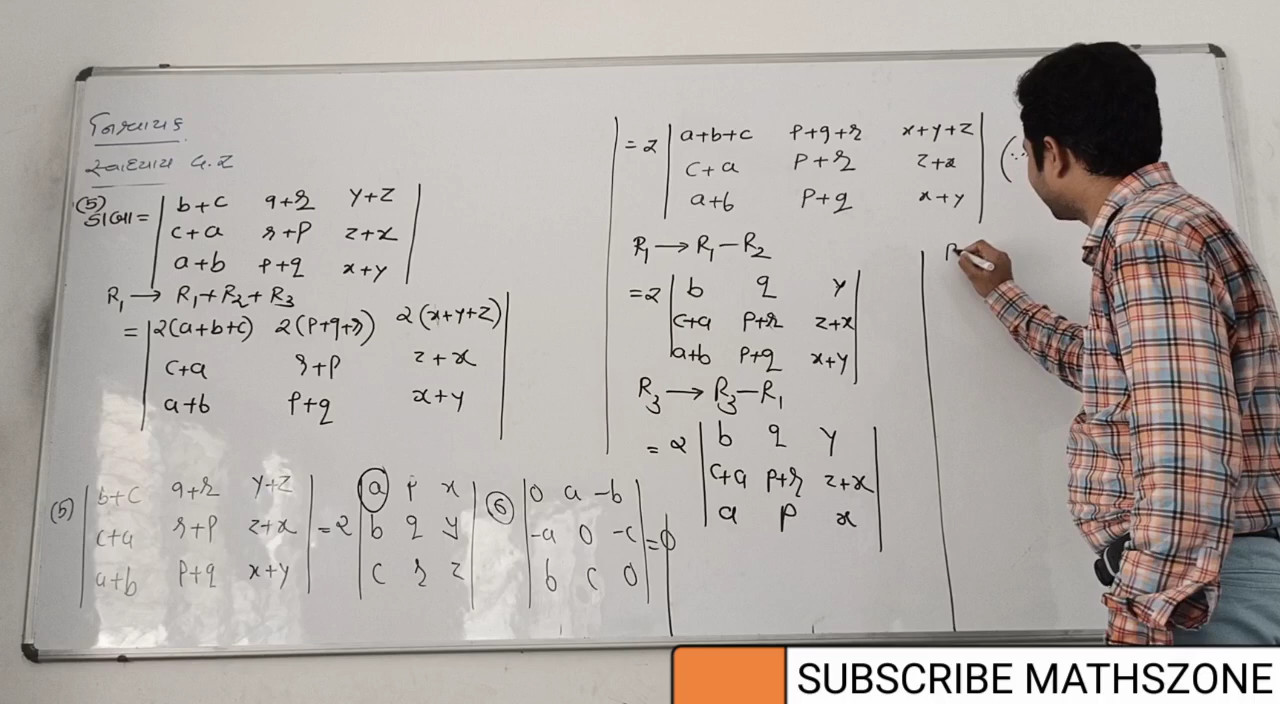 નિશ્ચાયક
સ્વાધ્યાય 4.2
(5)
ડાબા = | b+c q+r y+z |
| c+a r+p z+x |
| a+b p+q x+y |
R₁ → R₁+R₂+R₃
= | 2(a+b+c) 2(p+q+r) 2(x+y+z) |
| c+a r+p z+x |
| a+b p+q x+y |
(5) | b+c q+r y+z | = 2 | a p x |
| c+a r+p z+x | | b q y |
| a+b p+q x+y | | c r z |
⑥ | 0 a -b |
| -a 0 -c | = 0
| b c 0 |
= 2 | a+b+c p+q+r x+y+z | (∵
| c+a p+r z+x |
| a+b p+q x+y |
R₁ → R₁-R₂
= 2 | b q y |
| c+a p+r z+x |
| a+b p+q x+y |
R₃ → R₃-R₁
= 2 | b q y |
| c+a p+r z+x |
| a p x |
SUBSCRIBE MATHSZONE